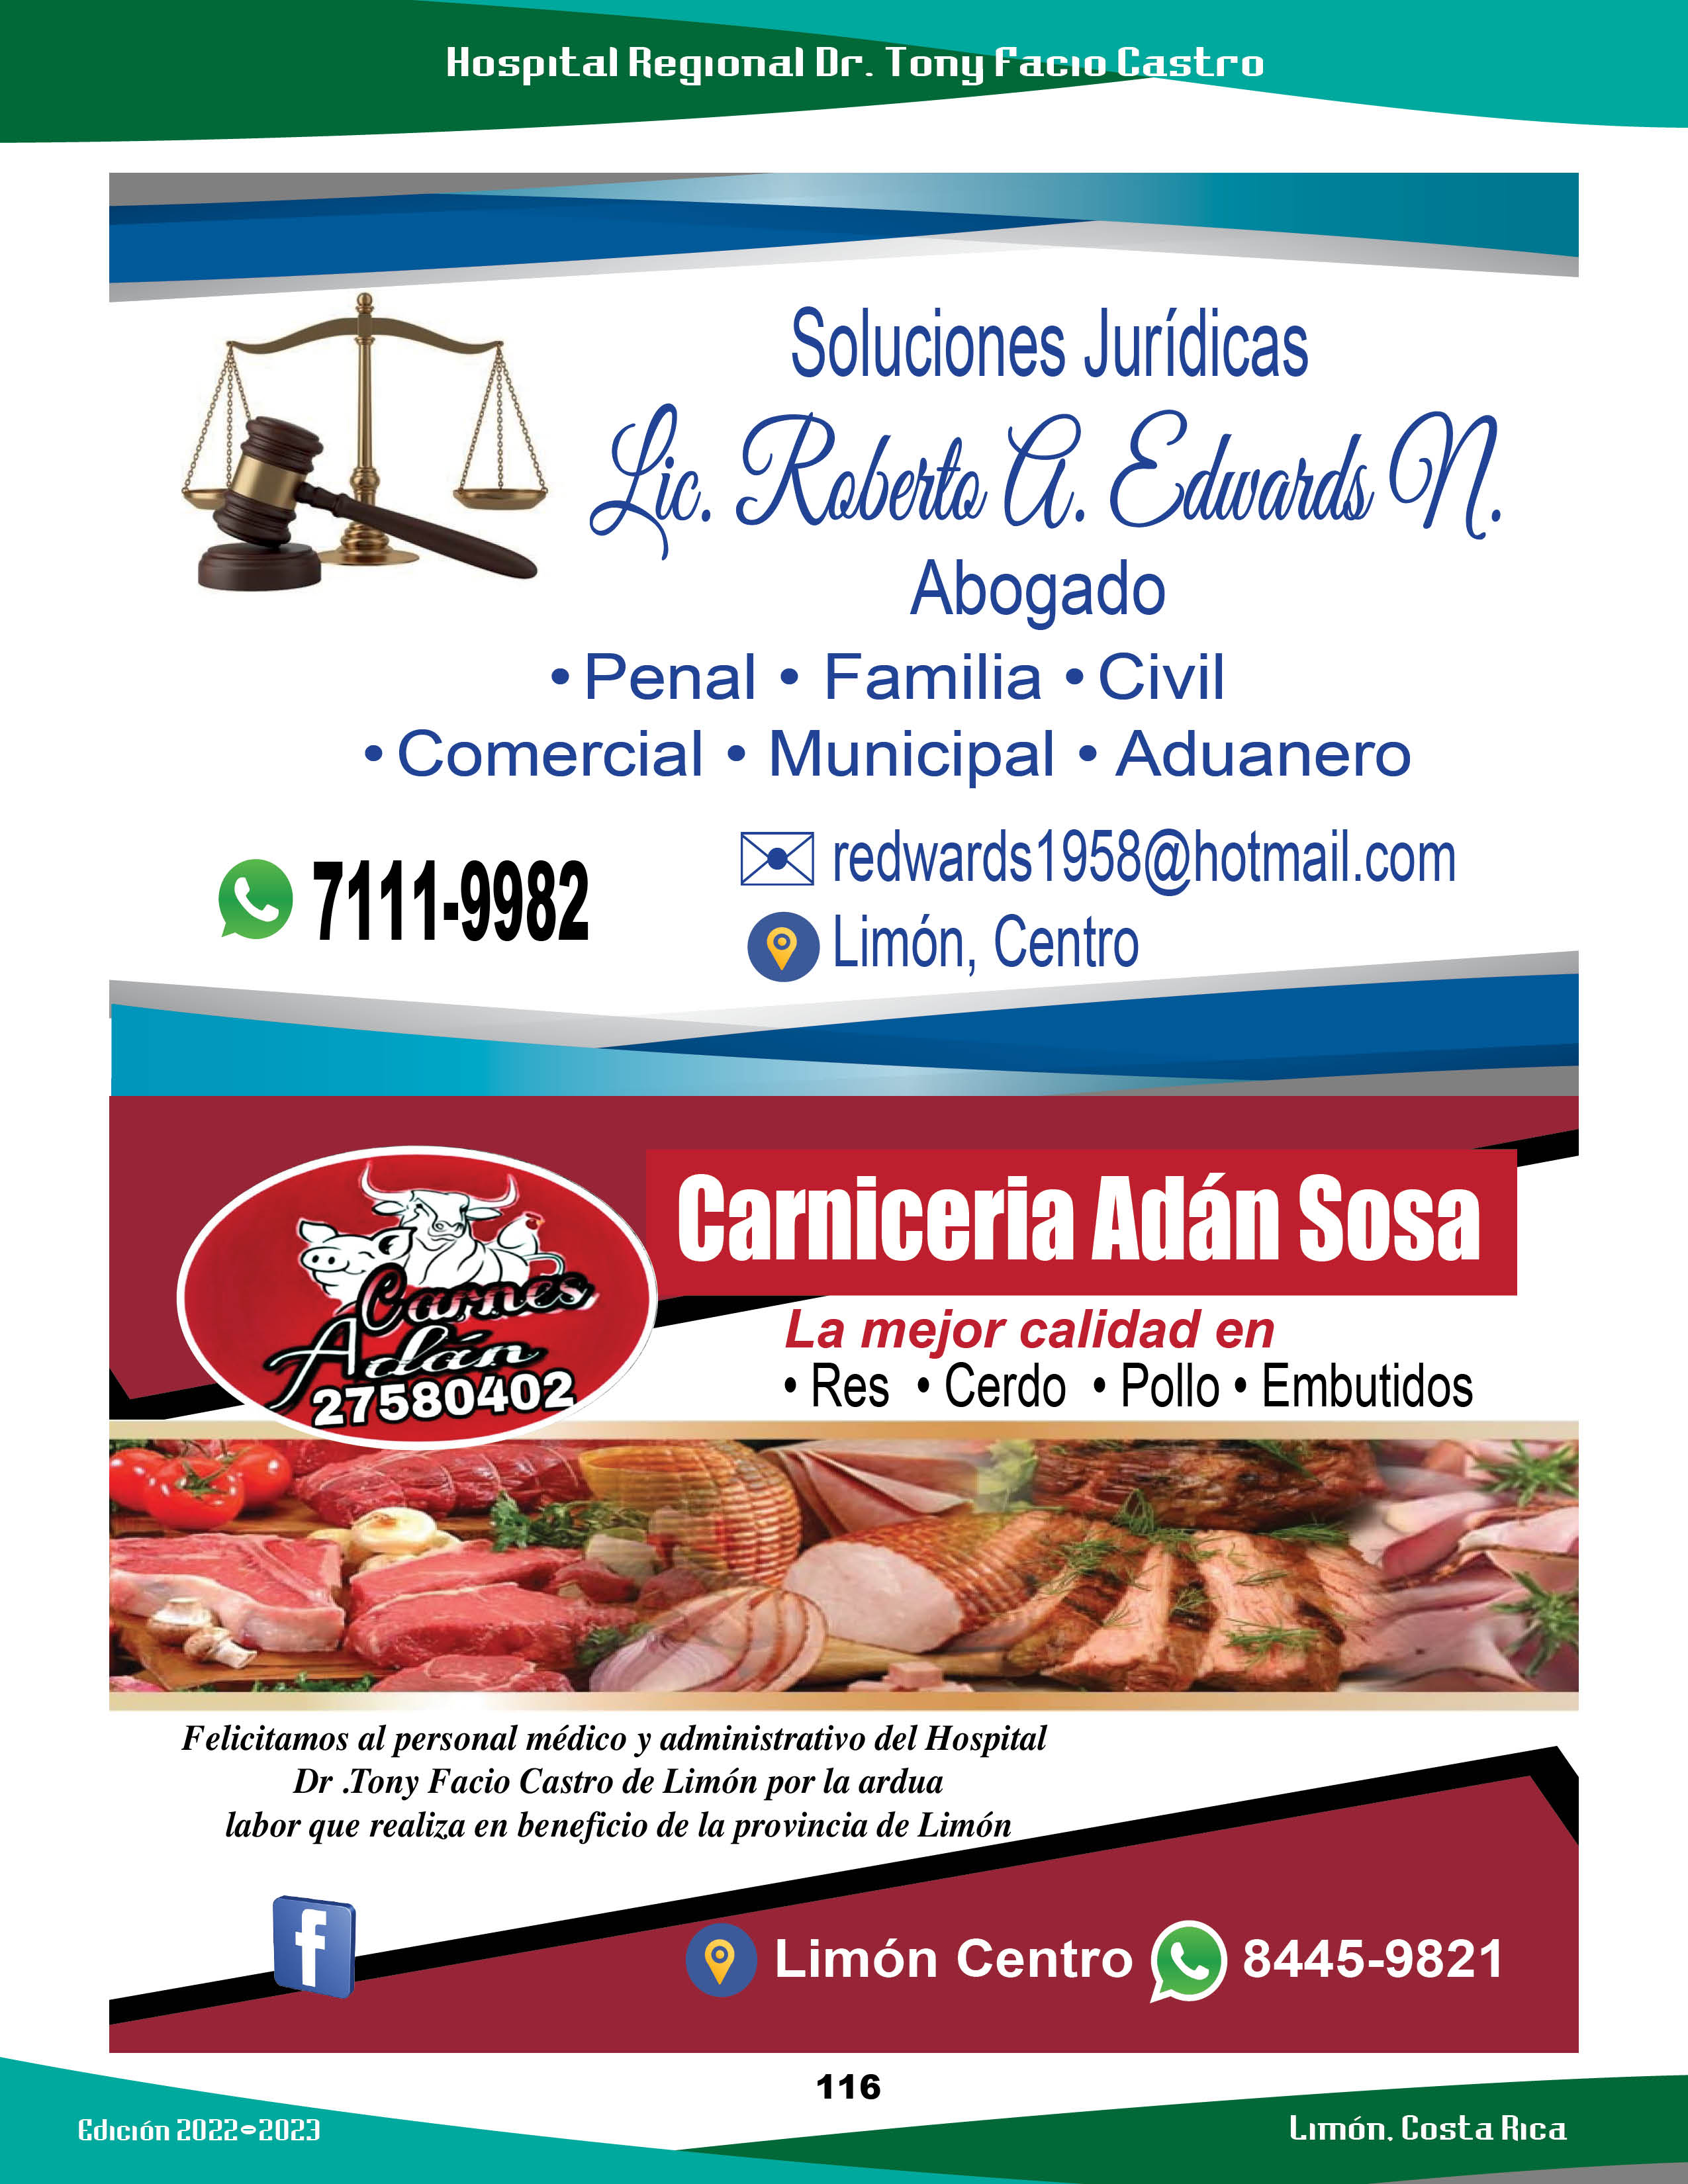 Hospital Regional Dr. Tony Facio Castro
Soluciones Jurídicas
Lic. Roberto A. Edwards N.
Abogado
• Penal • Familia • Civil
• Comercial • Municipal • Aduanero
7111-9982
redwards1958@hotmail.com
Limón, Centro
Carniceria Adán Sosa
Carnes
Adán
27580402
La mejor calidad en
• Res • Cerdo • Pollo • Embutidos
Felicitamos al personal médico y administrativo del Hospital
Dr .Tony Facio Castro de Limón por la ardua
labor que realiza en beneficio de la provincia de Limón
f
Limón Centro 8445-9821
116
Edición 2022-2023
Limón, Costa Rica